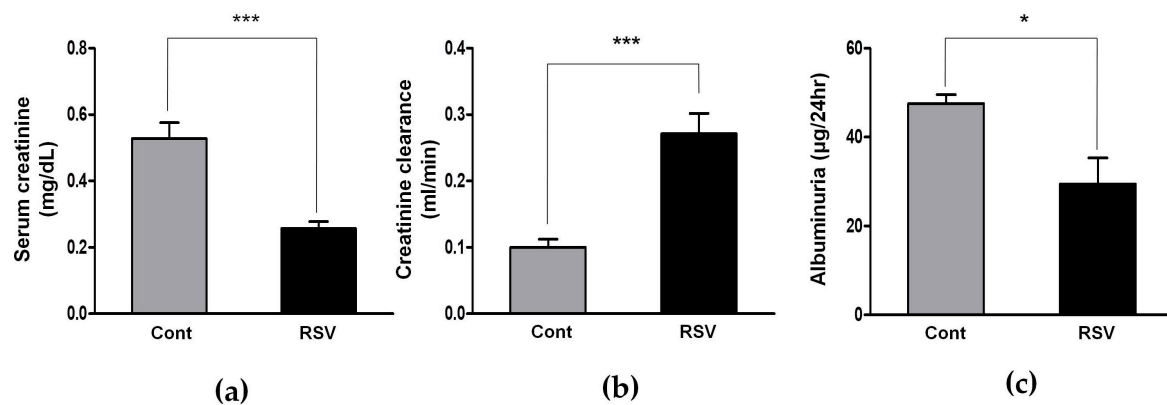 ***
Serum creatinine
(mg/dL)
0.8
0.6
0.4
0.2
0.0
Cont
RSV
(a)
***
Creatinine clearance
(ml/min)
0.4
0.3
0.2
0.1
0.0
Cont
RSV
(b)
*
Albuminuria (μg/24hr)
60
40
20
0
Cont
RSV
(c)